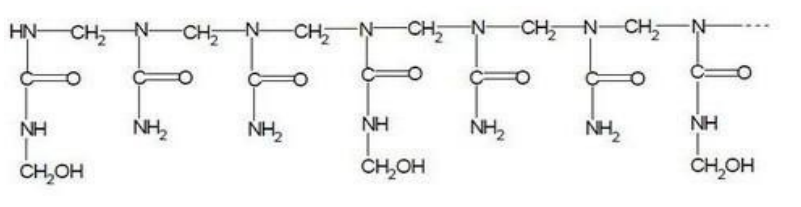 HN—CH₂—N—CH₂—N—CH₂—N—CH₂—N—CH₂—N—CH₂—N----
C=O C=O C=O C=O C=O C=O C=O
NH NH₂ NH₂ NH NH₂ NH₂ NH
CH₂OH CH₂OH CH₂OH